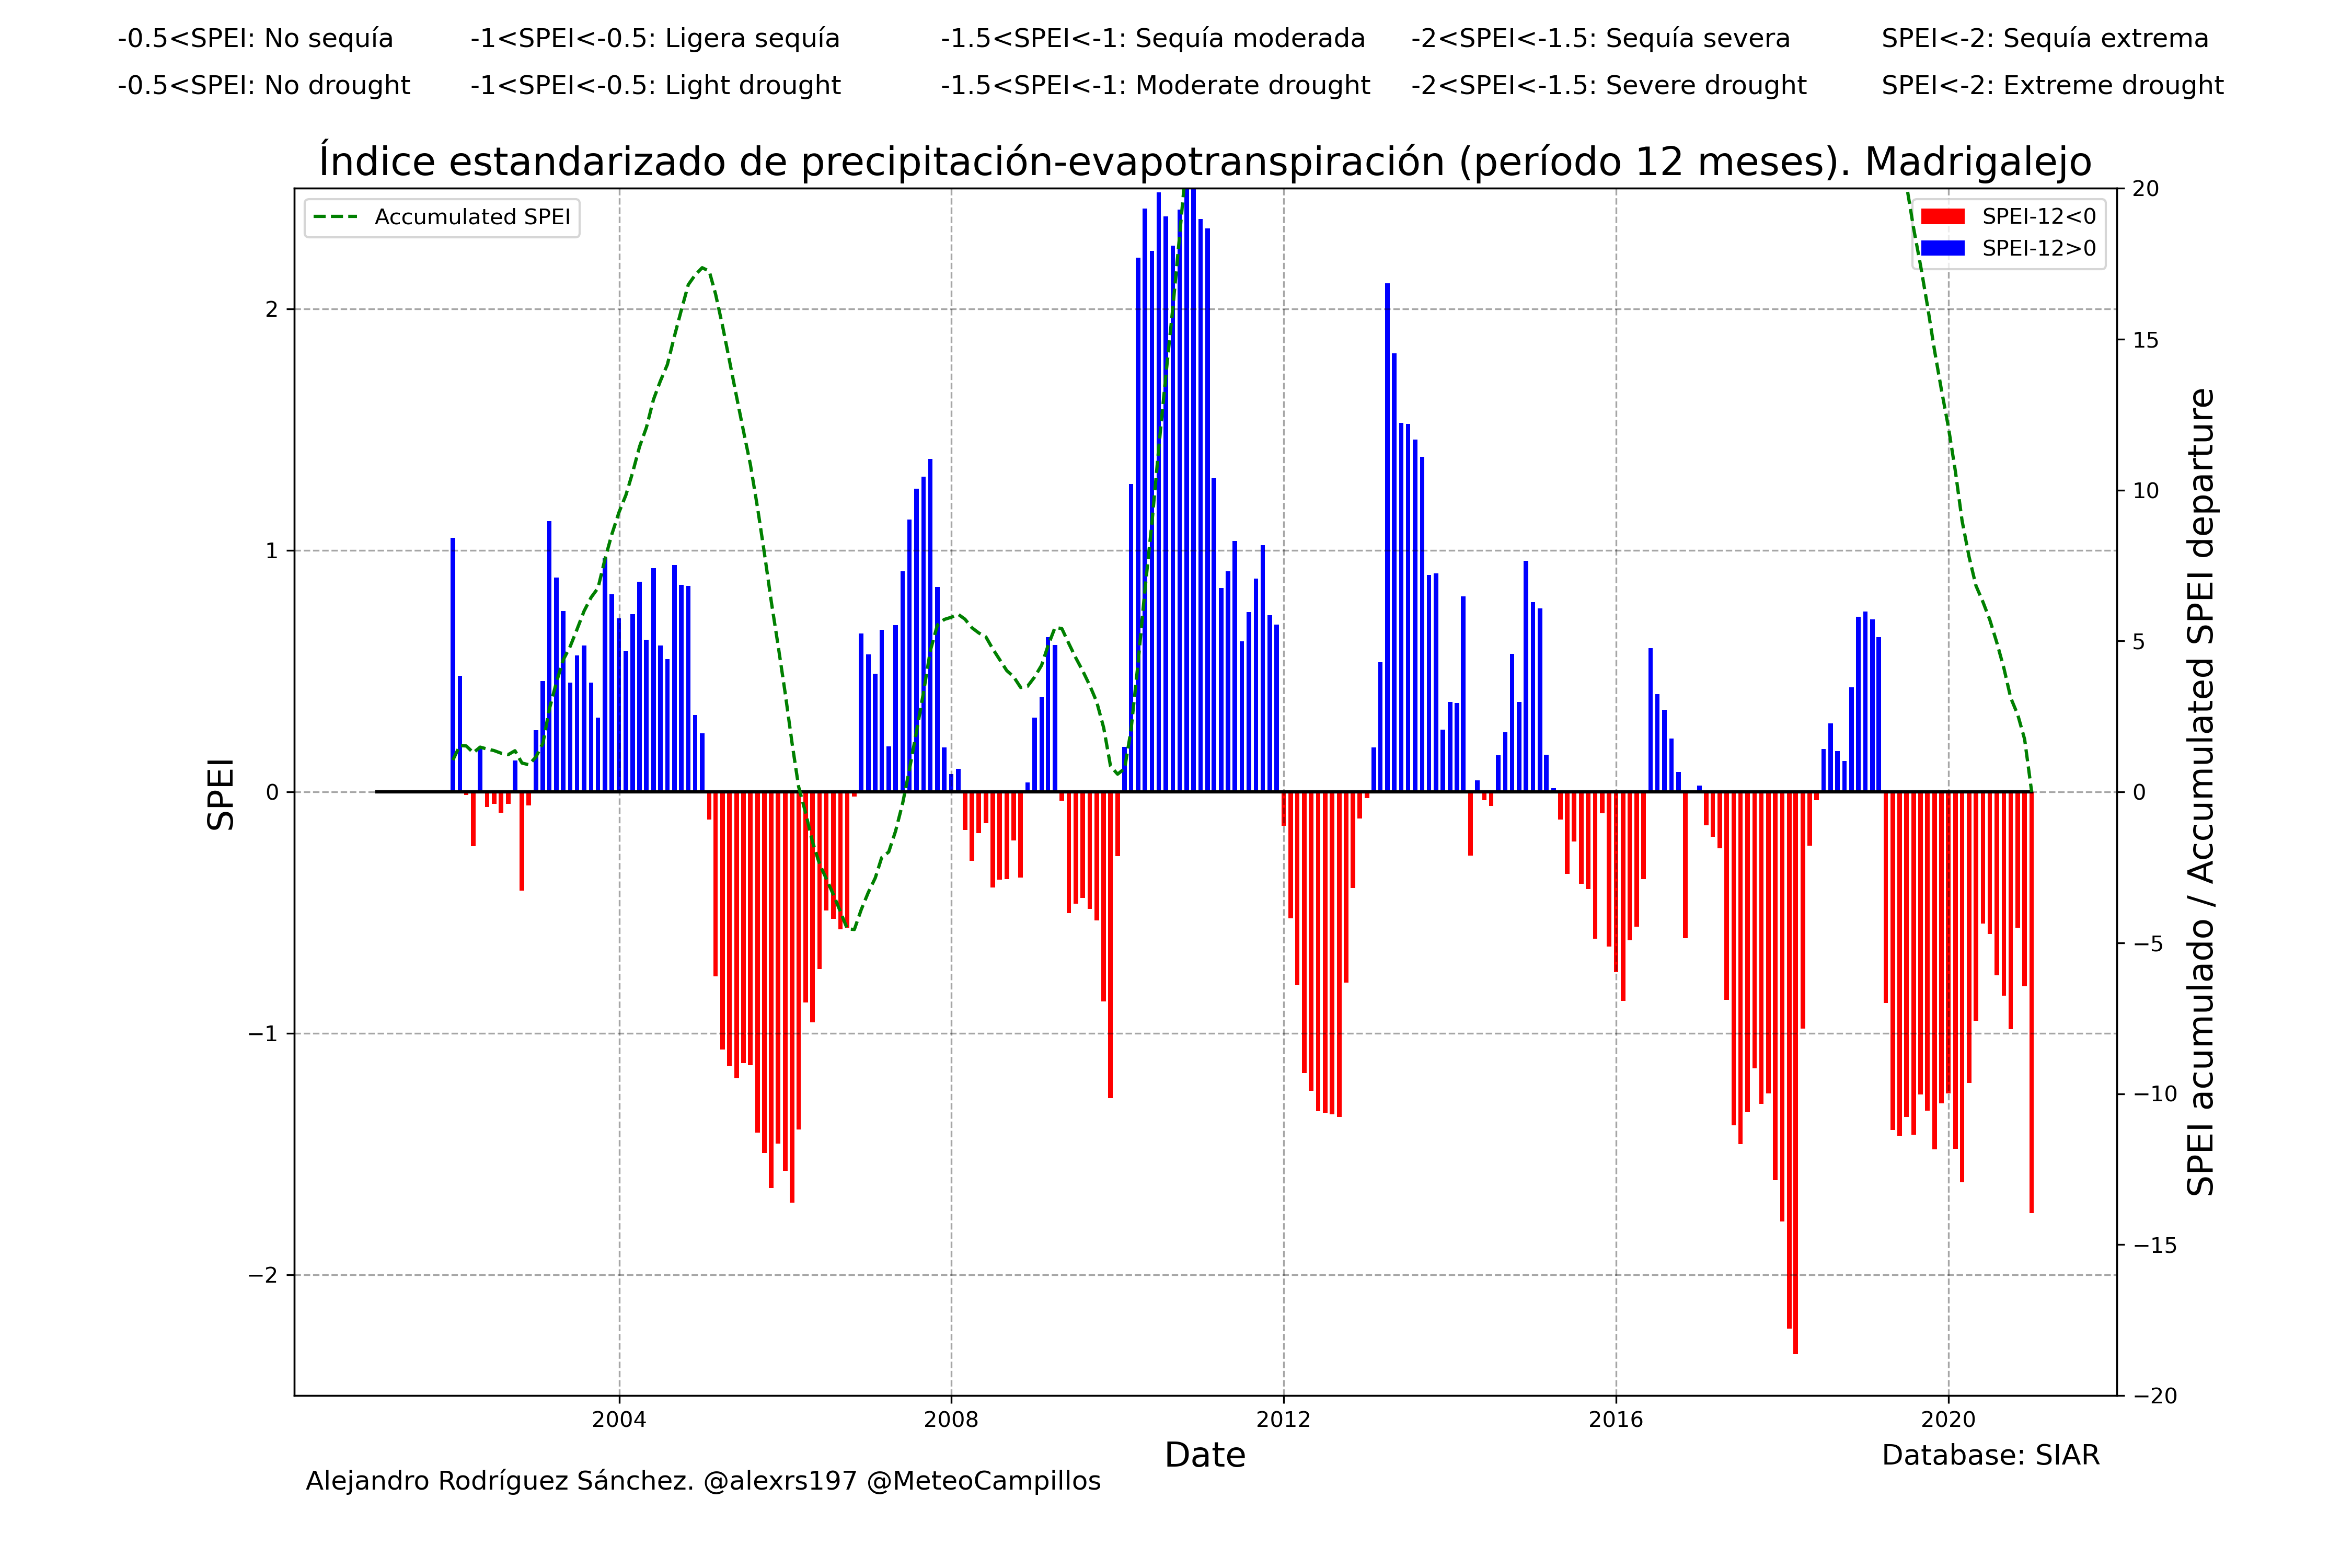 -0.5<SPEI: No sequía -1<SPEI<-0.5: Ligera sequía -1.5<SPEI<-1: Sequía moderada -2<SPEI<-1.5: Sequía severa SPEI<-2: Sequía extrema
-0.5<SPEI: No drought -1<SPEI<-0.5: Light drought -1.5<SPEI<-1: Moderate drought -2<SPEI<-1.5: Severe drought SPEI<-2: Extreme drought
Índice estandarizado de precipitación-evapotranspiración (período 12 meses). Madrigalejo
Accumulated SPEI
SPEI-12<0
SPEI-12>0
SPEI
2
1
0
−1
−2
20
15
10
5
0
−5
−10
−15
−20
SPEI acumulado / Accumulated SPEI departure
2004 2008 2012 2016 2020
Date
Database: SIAR
Alejandro Rodríguez Sánchez. @alexrs197 @MeteoCampillos